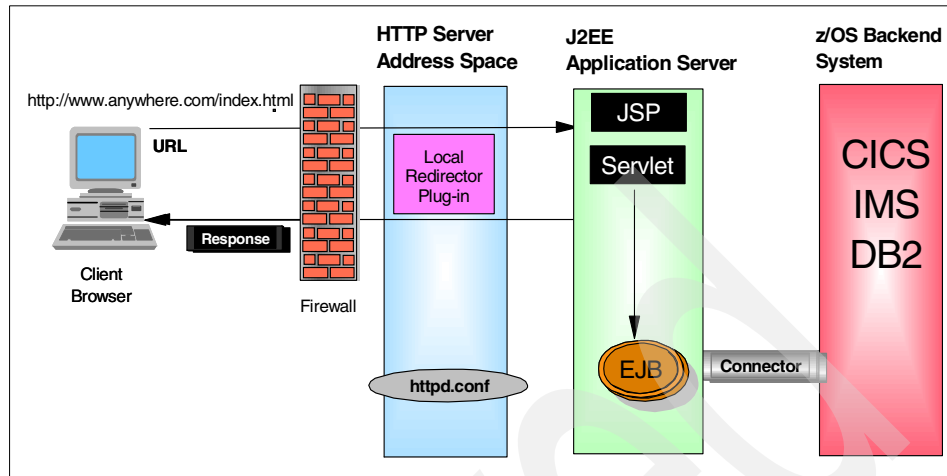 HTTP Server
Address Space
J2EE
Application Server
z/OS Backend
System
http://www.anywhere.com/index.html
URL
Response
Client
Browser
Firewall
Local
Redirector
Plug-in
httpd.conf
JSP
Servlet
EJB
Connector
CICS
IMS
DB2